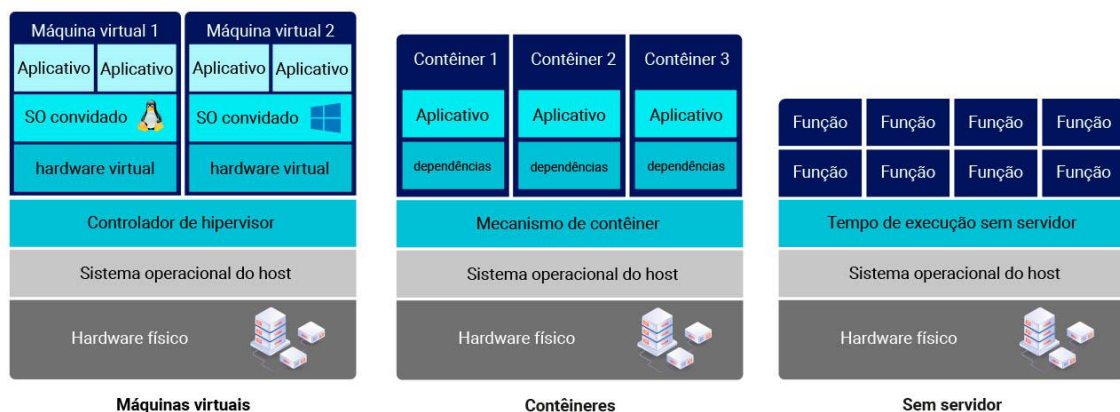 Máquina virtual 1
Máquina virtual 2
Aplicativo
Aplicativo
Aplicativo
Aplicativo
SO convidado
SO convidado
hardware virtual
hardware virtual
Controlador de hipervisor
Sistema operacional do host
Hardware físico
Máquinas virtuais
Contêiner 1
Contêiner 2
Contêiner 3
Aplicativo
Aplicativo
Aplicativo
dependências
dependências
dependências
Mecanismo de contêiner
Sistema operacional do host
Hardware físico
Contêineres
Função
Função
Função
Função
Função
Função
Função
Função
Tempo de execução sem servidor
Sistema operacional do host
Hardware físico
Sem servidor